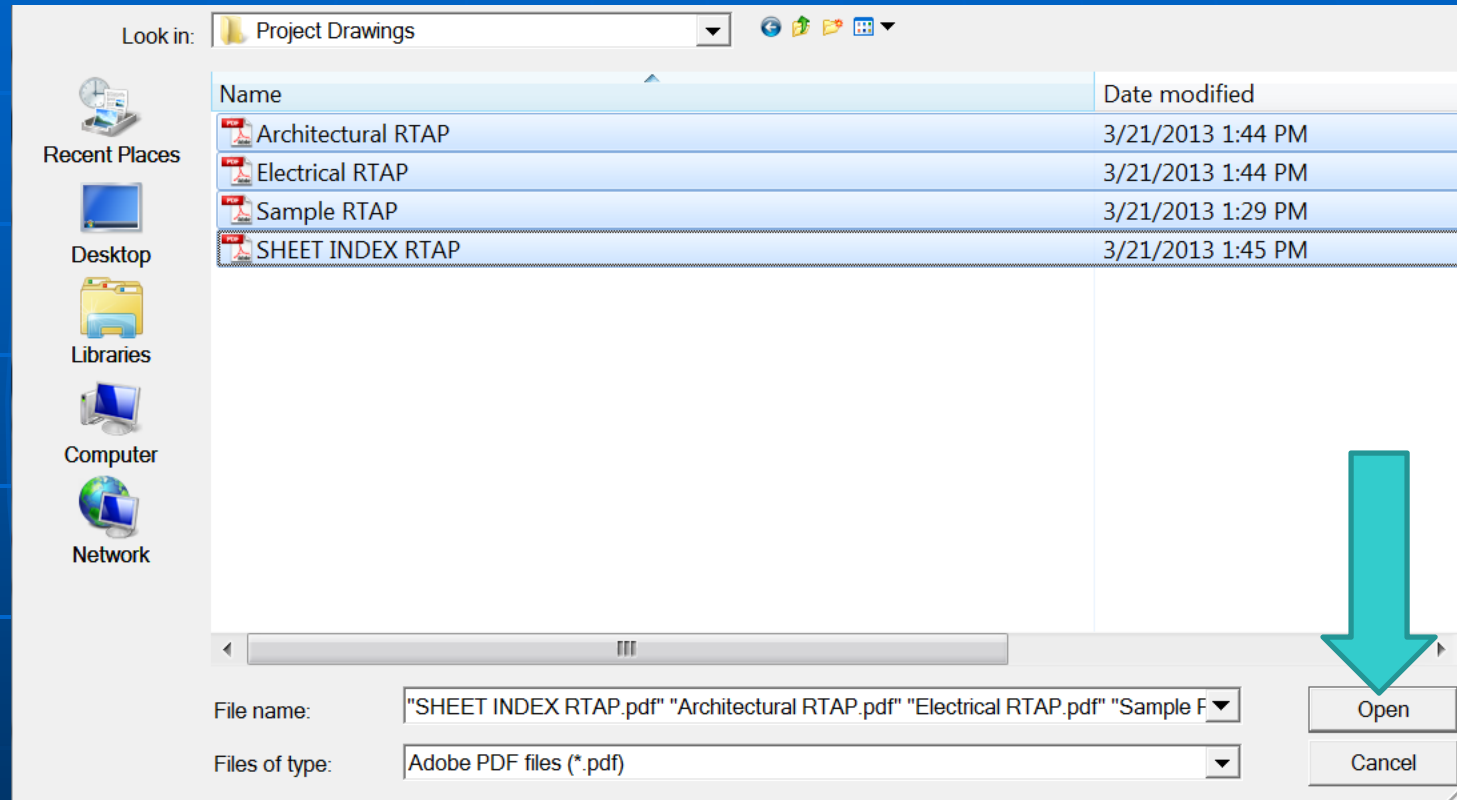 Look in: Project Drawings
Name Date modified
Architectural RTAP 3/21/2013 1:44 PM
Electrical RTAP 3/21/2013 1:44 PM
Sample RTAP 3/21/2013 1:29 PM
SHEET INDEX RTAP 3/21/2013 1:45 PM
Recent Places
Desktop
Libraries
Computer
Network
File name: "SHEET INDEX RTAP.pdf" "Architectural RTAP.pdf" "Electrical RTAP.pdf" "Sample Open
Files of type: Adobe PDF files (*.pdf) Cancel